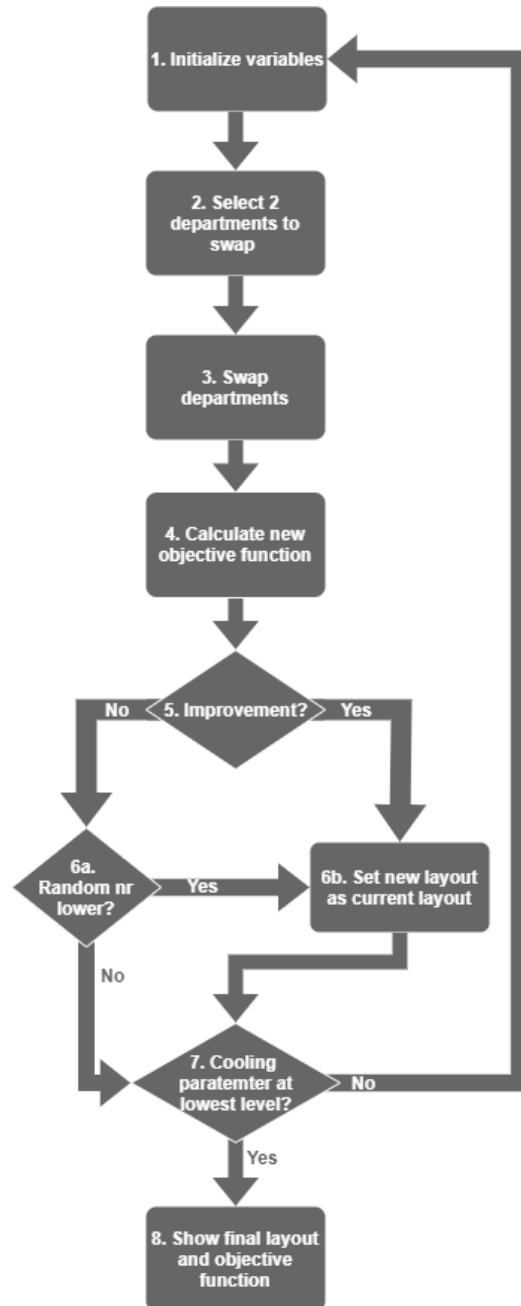 1. Initialize variables
2. Select 2
departments to
swap
3. Swap
departments
4. Calculate new
objective function
No
5. Improvement?
Yes
6a.
Random nr
lower?
Yes
6b. Set new layout
as current layout
No
7. Cooling
paratemter at
lowest level?
No
Yes
8. Show final layout
and objective
function